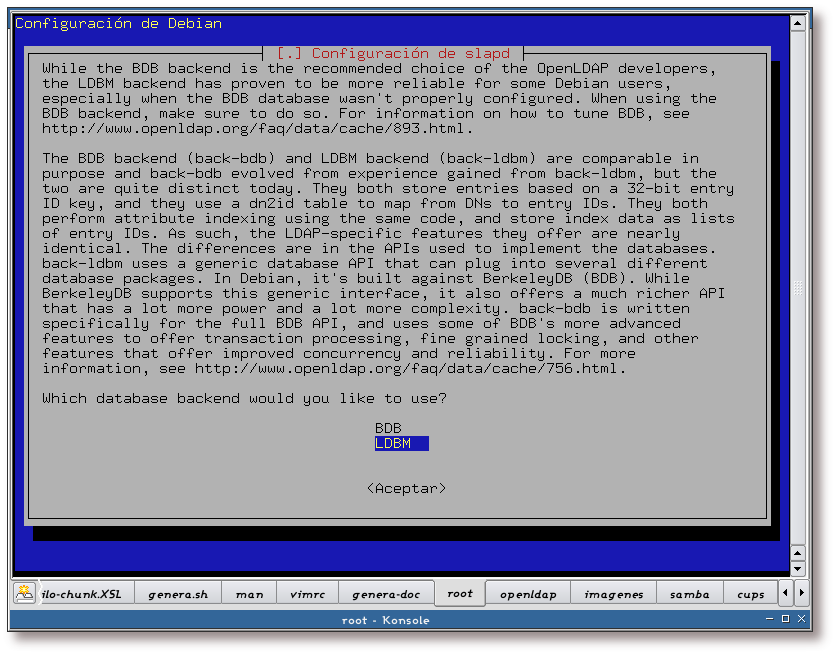 Configuración de Debian
[.] Configuración de slapd
While the BDB backend is the recommended choice of the OpenLDAP developers,
the LDBM backend has proven to be more reliable for some Debian users,
especially when the BDB database wasn't properly configured. When using the
BDB backend, make sure to do so. For information on how to tune BDB, see
http://www.openldap.org/faq/data/cache/893.html.
The BDB backend (back-bdb) and LDBM backend (back-ldbm) are comparable in
purpose and back-bdb evolved from experience gained from back-ldbm, but the
two are quite distinct today. They both store entries based on a 32-bit entry
ID key, and they use a dn2id table to map from DNs to entry IDs. They both
perform attribute indexing using the same code, and store index data as lists
of entry IDs. As such, the LDAP-specific features they offer are nearly
identical. The differences are in the APIs used to implement the databases.
back-ldbm uses a generic database API that can plug into several different
database packages. In Debian, it's built against BerkeleyDB (BDB). While
BerkeleyDB supports this generic interface, it also offers a much richer API
that has a lot more power and a lot more complexity. back-bdb is written
specifically for the full BDB API, and uses some of BDB's more advanced
features to offer transaction processing, fine grained locking, and other
features that offer improved concurrency and reliability. For more
information, see http://www.openldap.org/faq/data/cache/756.html.
Which database backend would you like to use?
BDB
LDBM
<Aceptar>
ilo-chunk.XSL genera.sh man vimrc genera-doc root openldap imagenes samba cups
root - Konsole